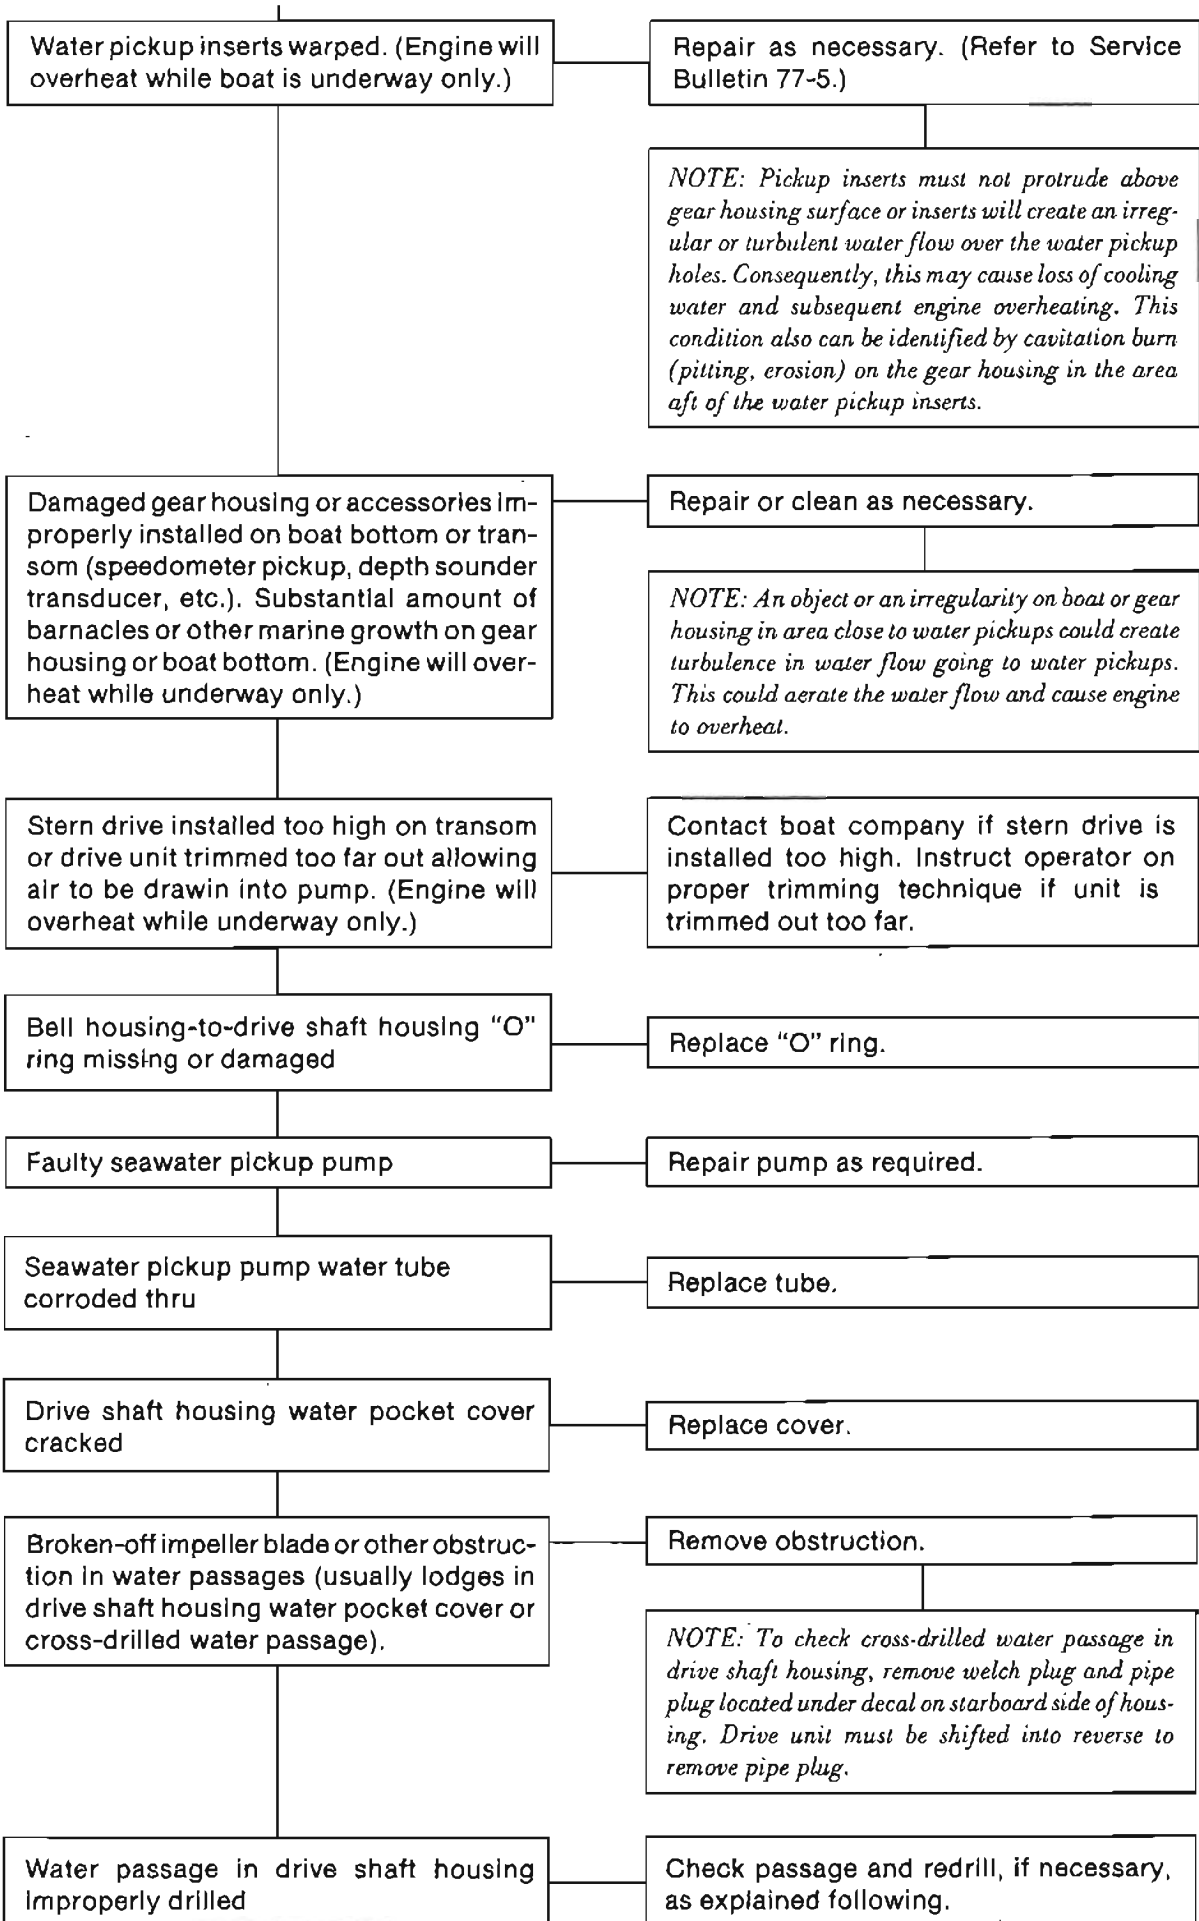 Water pickup inserts warped. (Engine will
overheat while boat is underway only.)
Repair as necessary. (Refer to Service
Bulletin 77-5.)
NOTE: Pickup inserts must not protrude above
gear housing surface or inserts will create an irreg-
ular or turbulent water flow over the water pickup
holes. Consequently, this may cause loss of cooling
water and subsequent engine overheating. This
condition also can be identified by cavitation burn
(pitting, erosion) on the gear housing in the area
aft of the water pickup inserts.
Damaged gear housing or accessories im-
properly installed on boat bottom or tran-
som (speedometer pickup, depth sounder
transducer, etc.). Substantial amount of
barnacles or other marine growth on gear
housing or boat bottom. (Engine will over-
heat while underway only.)
Repair or clean as necessary.
NOTE: An object or an irregularity on boat or gear
housing in area close to water pickups could create
turbulence in water flow going to water pickups.
This could aerate the water flow and cause engine
to overheat.
Stern drive installed too high on transom
or drive unit trimmed too far out allowing
air to be drawin into pump. (Engine will
overheat while underway only.)
Contact boat company if stern drive is
installed too high. Instruct operator on
proper trimming technique if unit is
trimmed out too far.
Bell housing-to-drive shaft housing “O”
ring missing or damaged
Replace “O” ring.
Faulty seawater pickup pump
Repair pump as required.
Seawater pickup pump water tube
corroded thru
Replace tube.
Drive shaft housing water pocket cover
cracked
Replace cover.
Broken-off impeller blade or other obstruc-
tion in water passages (usually lodges in
drive shaft housing water pocket cover or
cross-drilled water passage).
Remove obstruction.
NOTE: To check cross-drilled water passage in
drive shaft housing, remove welch plug and pipe
plug located under decal on starboard side of hous-
ing. Drive unit must be shifted into reverse to
remove pipe plug.
Water passage in drive shaft housing
improperly drilled
Check passage and redrill, if necessary,
as explained following.